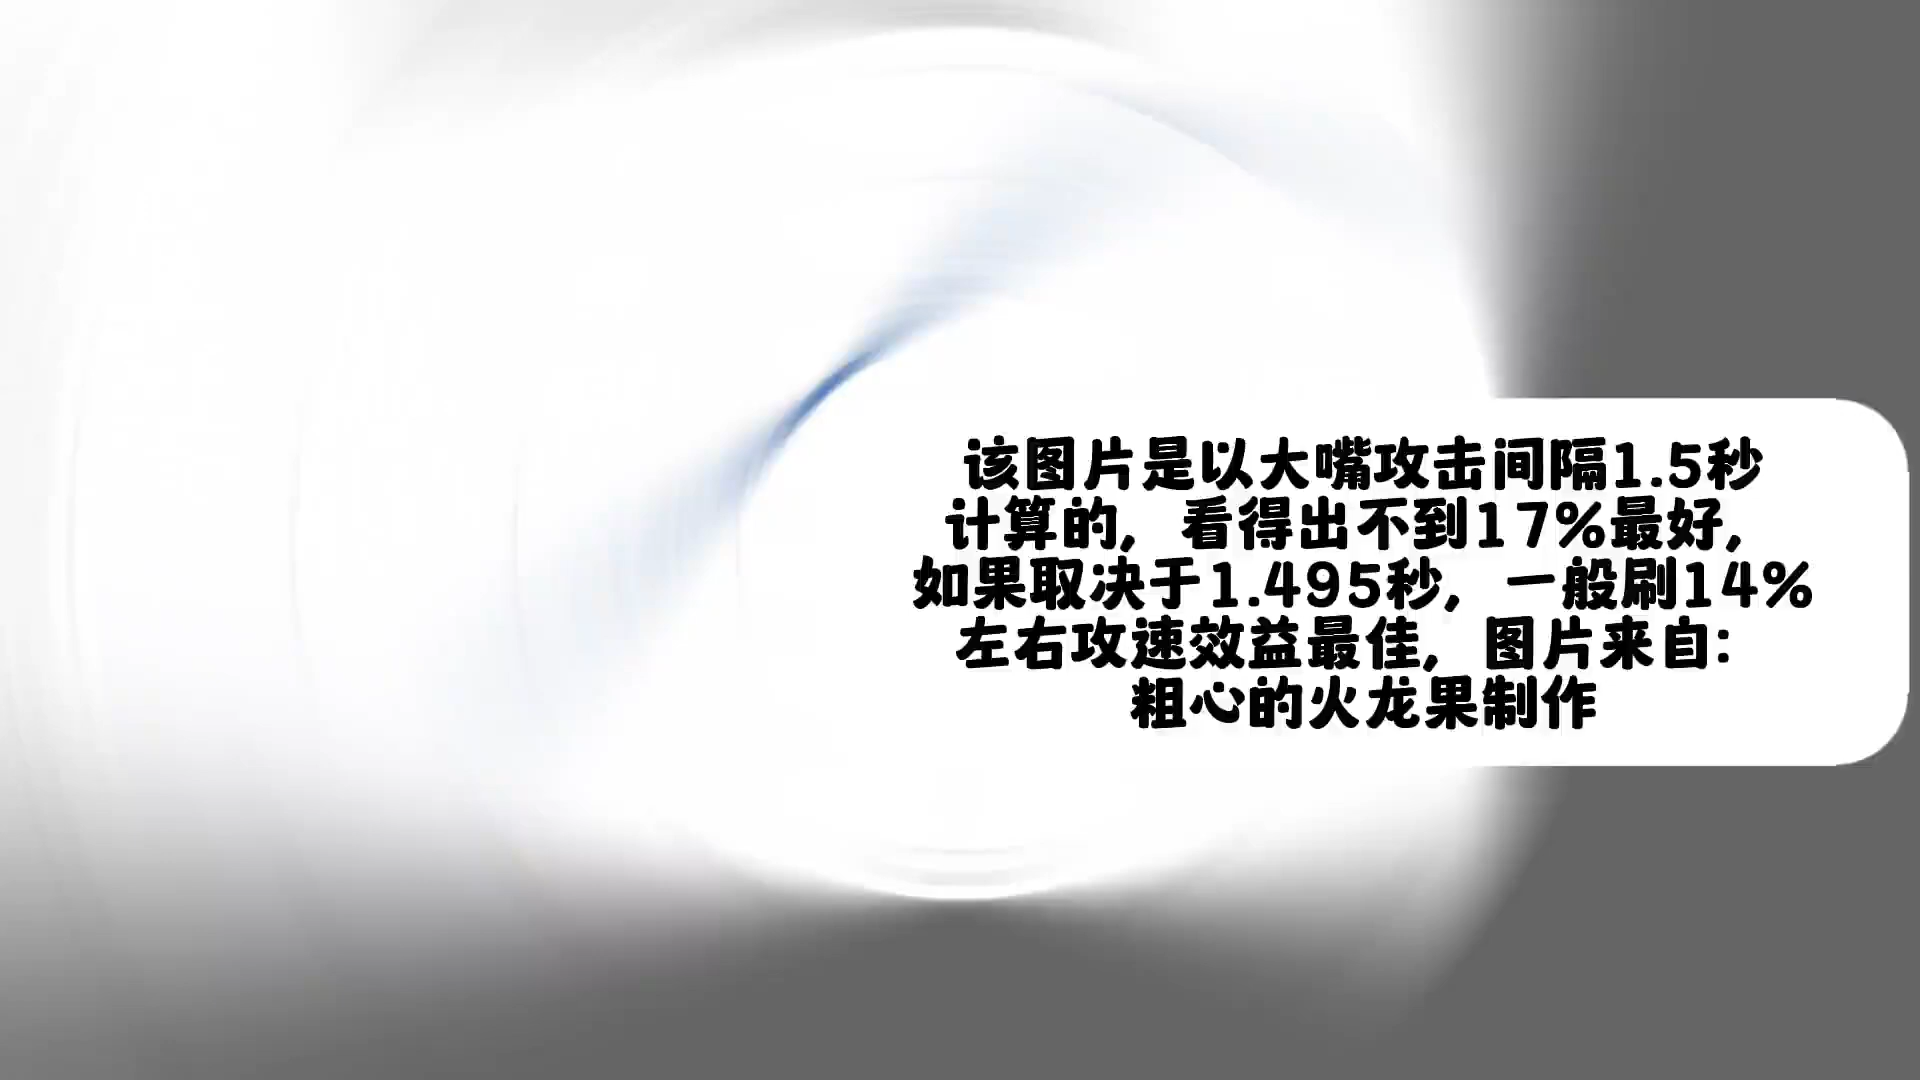 该图片是以大嘴攻击间隔1.5秒
计算的，看得出不到17%最好，
如果取决于1.495秒，一般刷14%
左右攻速效益最佳，图片来自：
粗心的火龙果制作